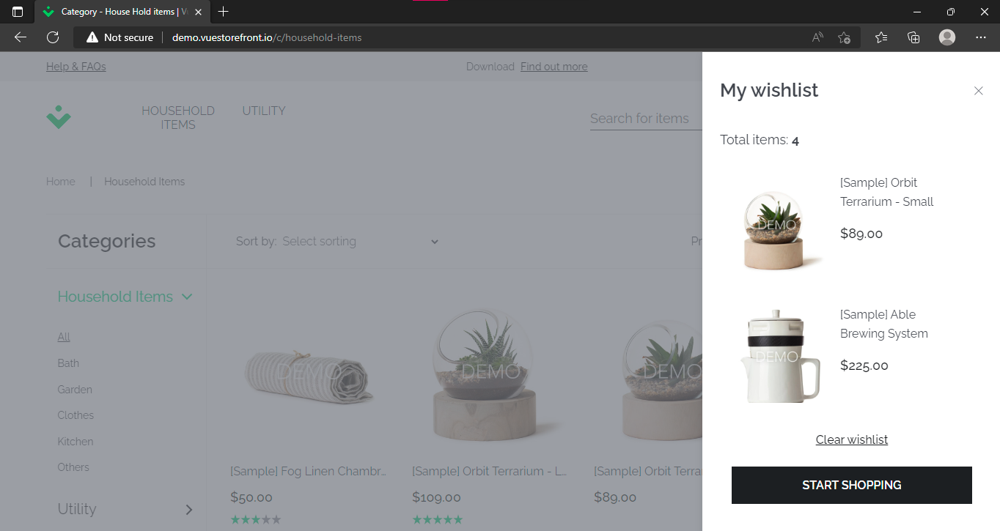 Category - House Hold items | V
Not secure
demo.vuestorefront.io/c/household-items
Help & FAQs
Download Find out more
HOUSEHOLD
ITEMS
UTILITY
Search for items
Home | Household Items
Categories
Sort by: Select sorting
Pr
Household Items
All
Bath
Garden
Clothes
Kitchen
Others
Utility
DEMO
[Sample] Fog Linen Chambr...
$50.00
DEMO
[Sample] Orbit Terrarium - L...
$109.00
DEMO
[Sample] Orbit Terra
$89.00
My wishlist
Total items: 4
DEMO
[Sample] Orbit
Terrarium - Small
$89.00
DEMO
[Sample] Able
Brewing System
$225.00
Clear wishlist
START SHOPPING